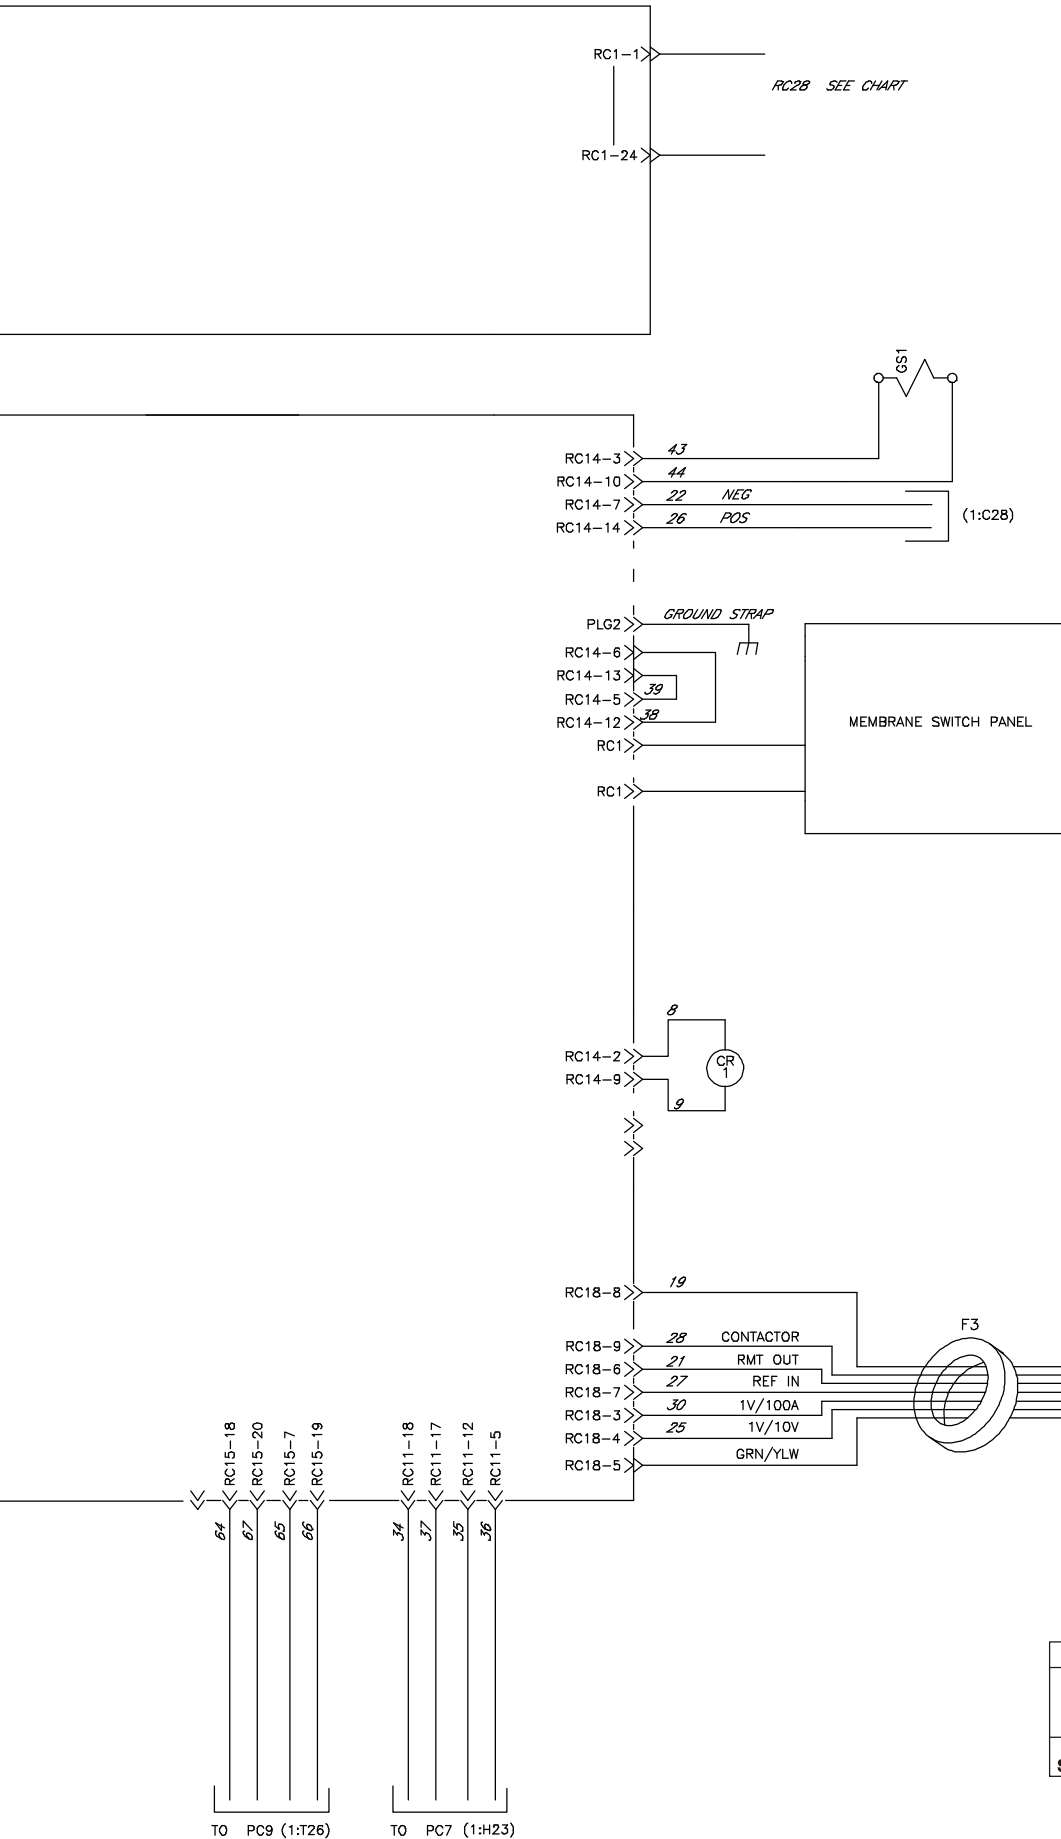 RC1-1
RC28 SEE CHART
RC1-24
GS1
RC14-3 43
RC14-10 44
RC14-7 22 NEG
(1:C28)
RC14-14 26 POS
PLG2 GROUND STRAP
RC14-6
RC14-13
RC14-5 39
RC14-12 38
RC1
MEMBRANE SWITCH PANEL
RC1
8
RC14-2
CR
1
RC14-9
9
RC18-8 19
F3
RC18-9 28 CONTACTOR
RC18-6 21 RMT OUT
RC18-7 27 REF IN
RC18-3 30 1V/100A
RC18-4 25 1V/10V
RC18-5 GRN/YLW
RC15-18
RC15-20
RC15-7
RC15-19
RC11-18
RC11-17
RC11-12
RC11-5
64
67
65
66
34
37
35
36
TO PC9 (1:T26)
TO PC7 (1:H23)